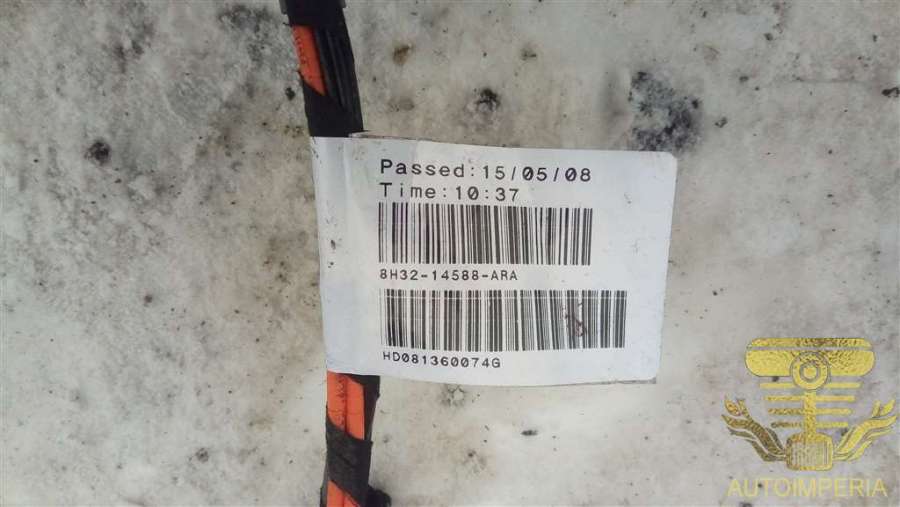 Passed:15/05/08
Time:10:37
8H32-14588-ARA
HD081360074G
AUTOIMPERIA